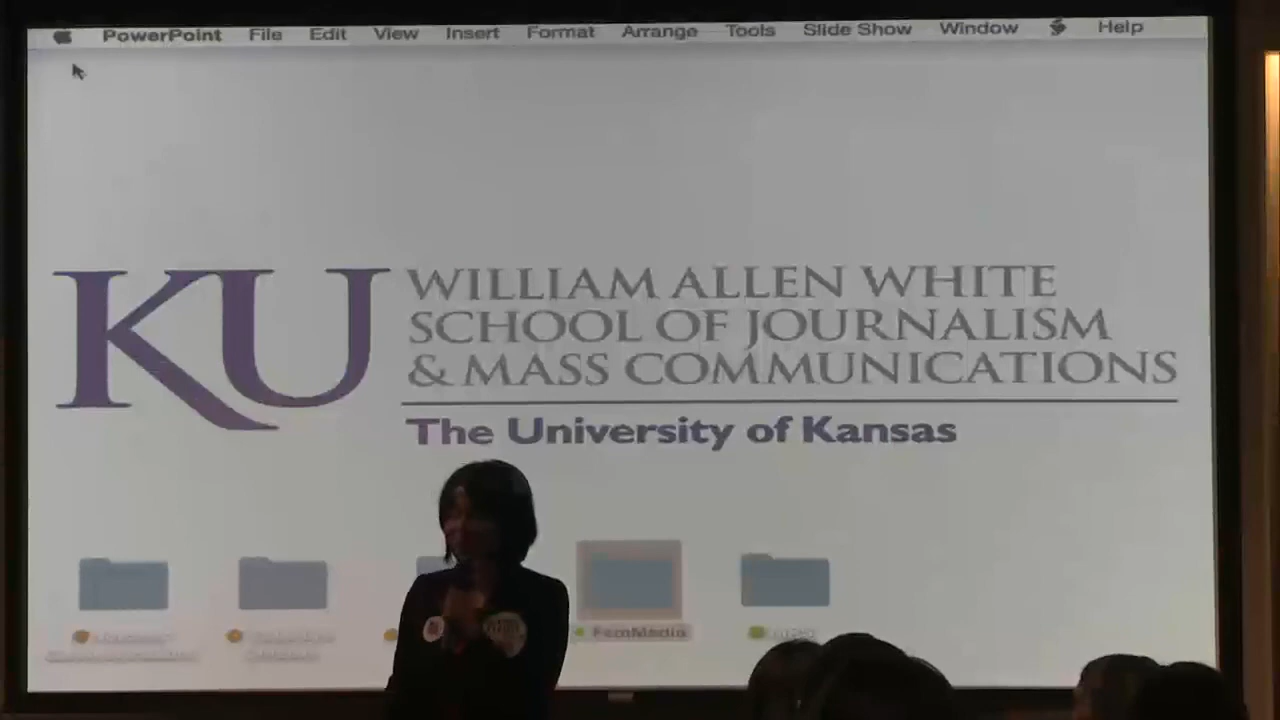 PowerPoint File Edit View Insert Format Arrange Tools Slide Show Window Help
KU
WILLIAM ALLEN WHITE
SCHOOL OF JOURNALISM
& MASS COMMUNICATIONS
The University of Kansas
FemMedia